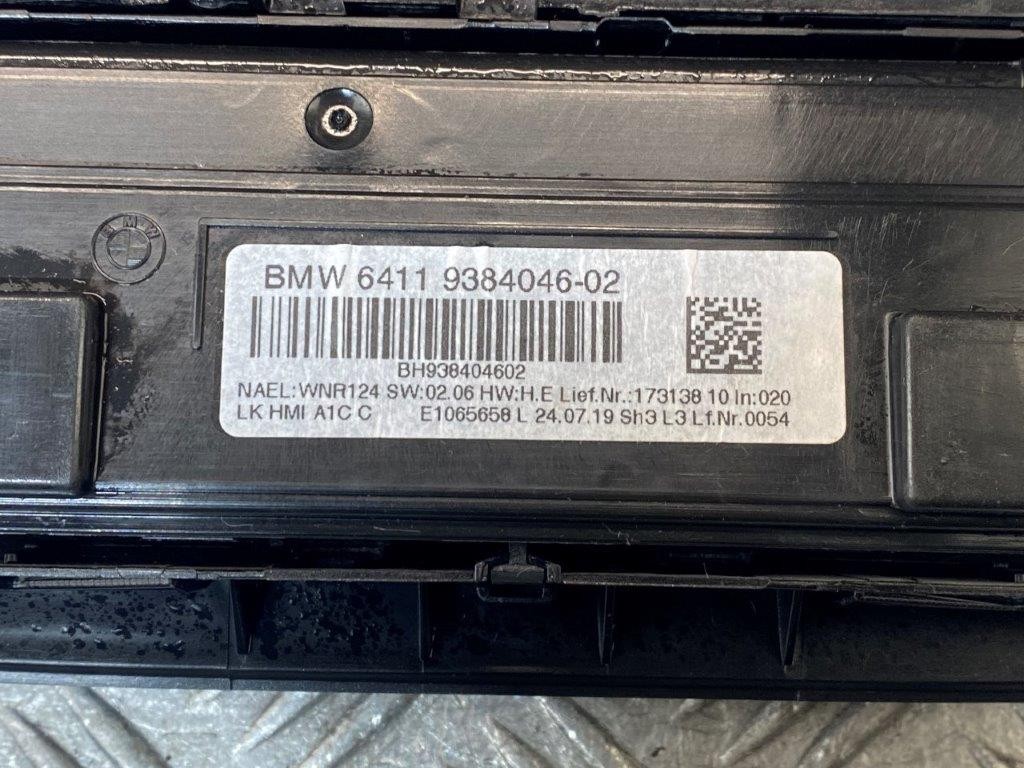 BMW
BMW 6411 9384046-02
BH938404602
NAEL:WNR124 SW:02.06 HW:H.E Lief.Nr.:173138 10 In:020
LK HMI A1C C E1065658 L 24.07.19 Sh3 L3 Lf.Nr.0054